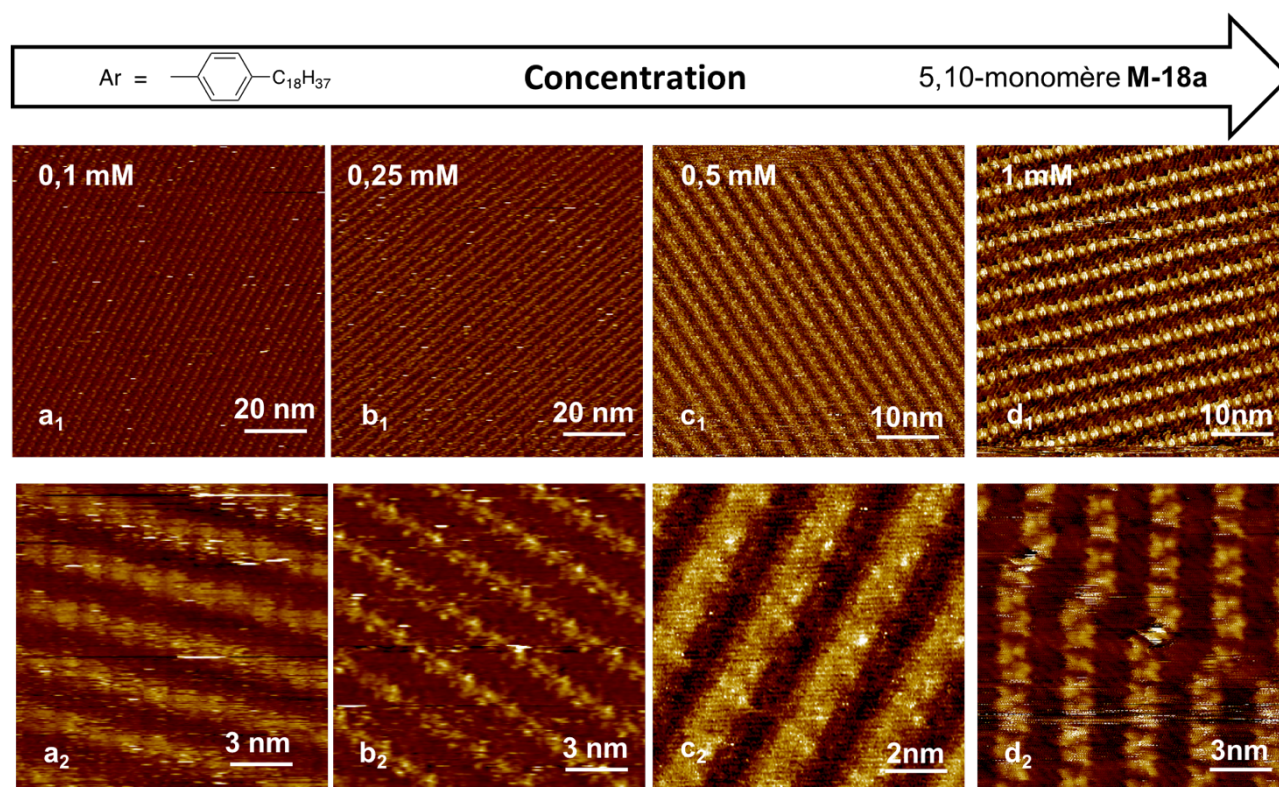 Ar = C18H37 Concentration 5,10-monomère M-18a
0,1 mM 0,25 mM 0,5 mM 1 mM
a1 20 nm b1 20 nm c1 10nm d1 10nm
a2 3 nm b2 3 nm c2 2nm d2 3nm